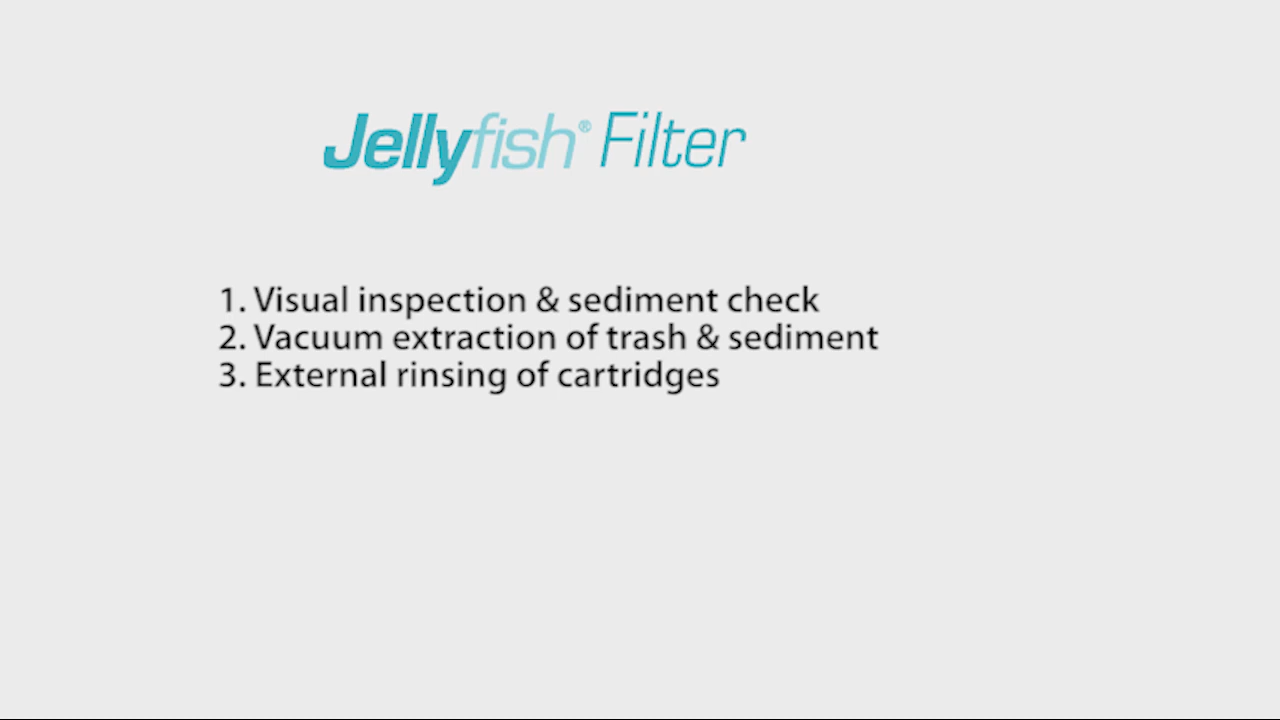 Jellyfish® Filter
1. Visual inspection & sediment check
2. Vacuum extraction of trash & sediment
3. External rinsing of cartridges